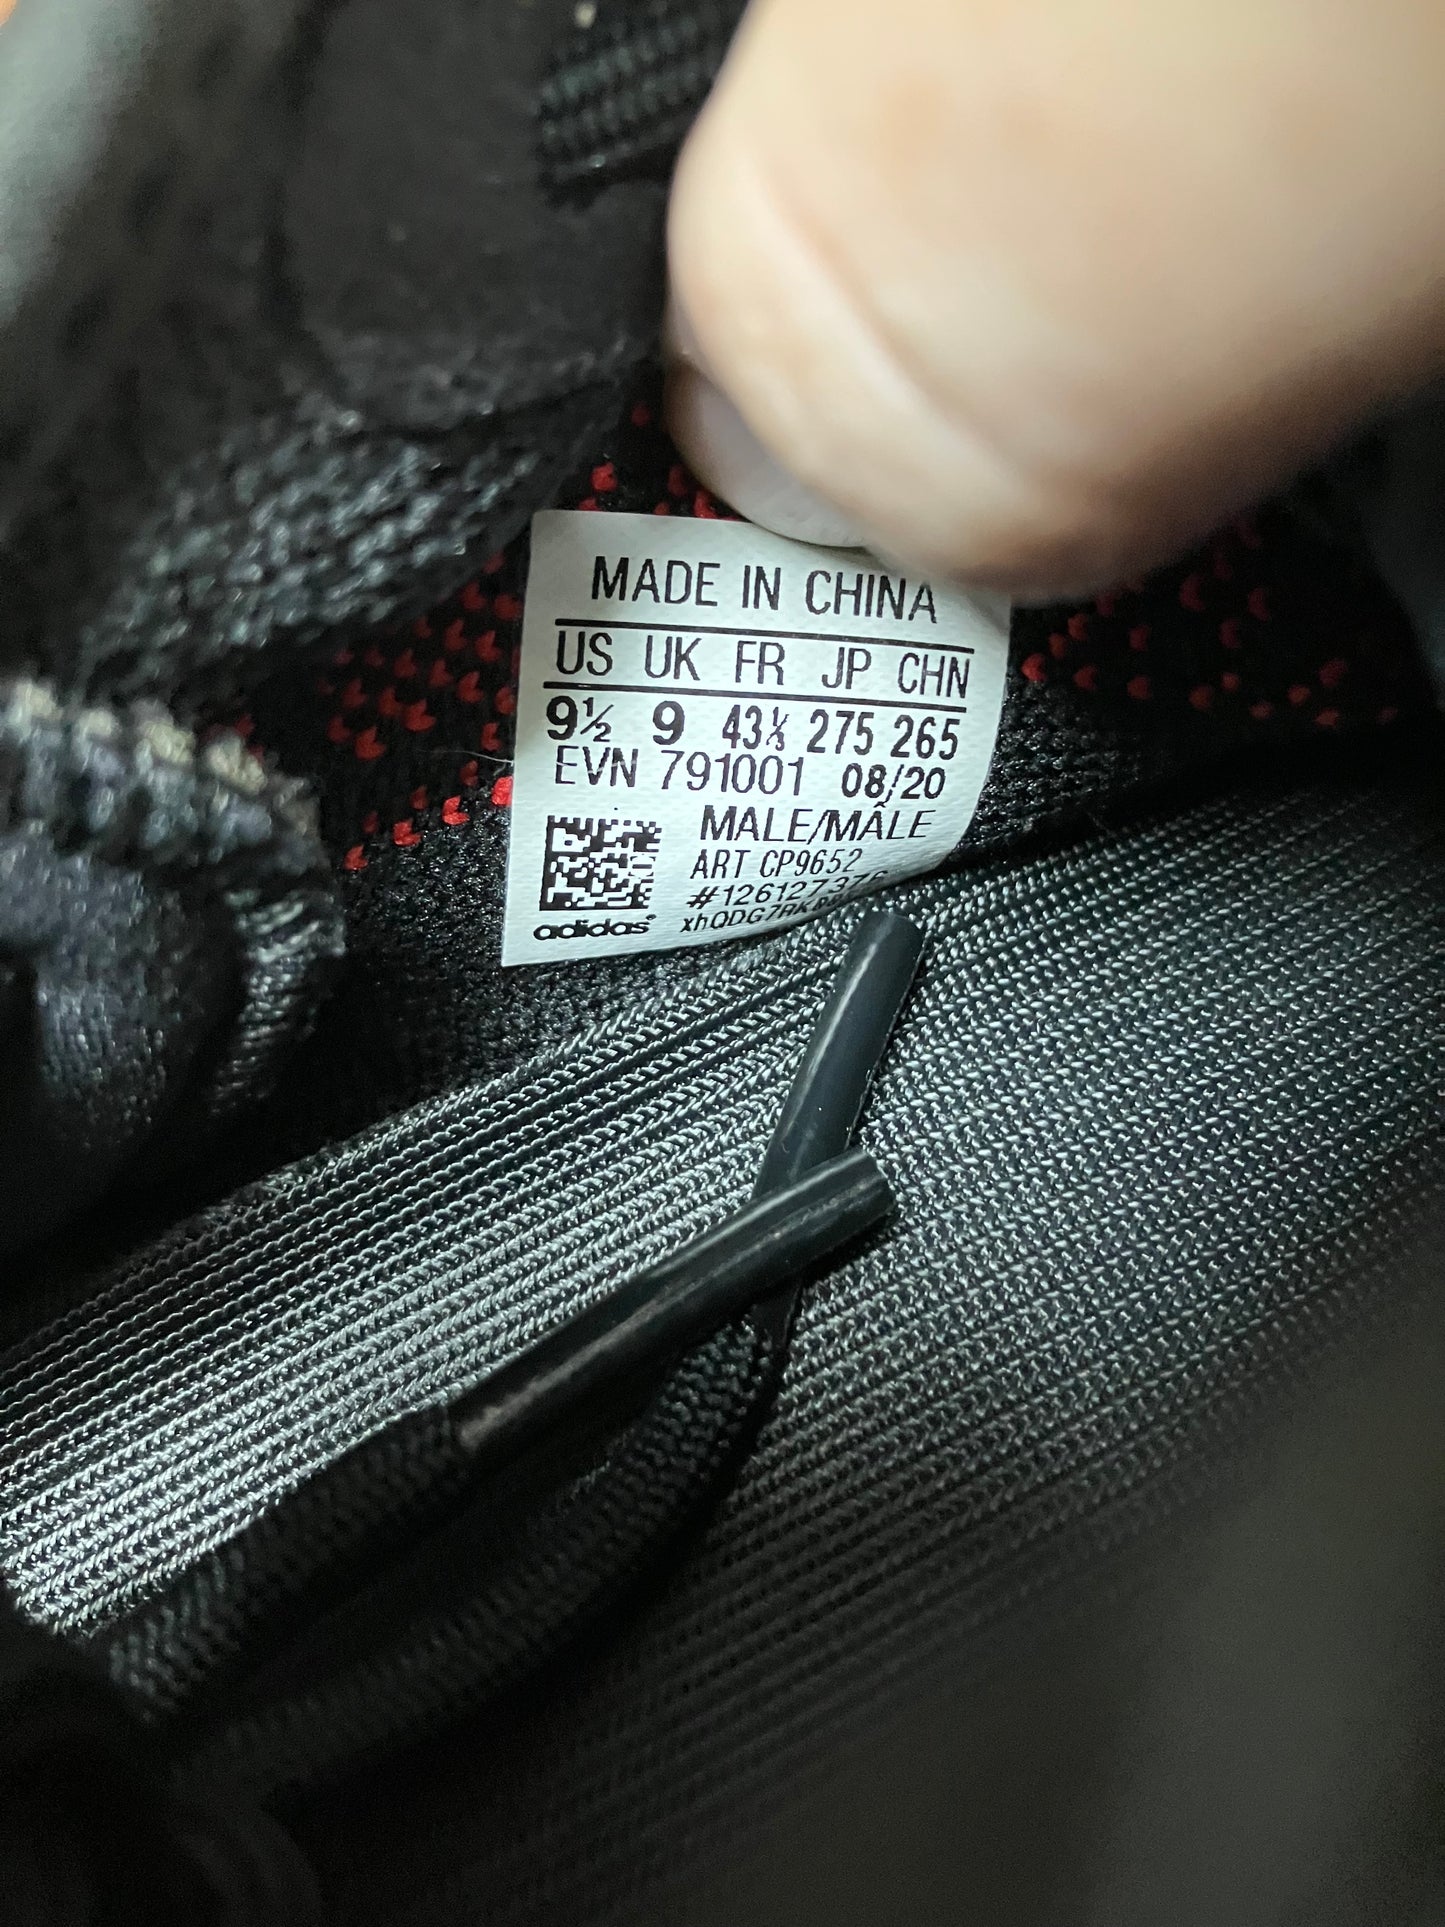 MADE IN CHINA
US UK FR JP CHN
9½ 9 43⅓ 275 265
EVN 791001 08/20
MALE/MÂLE
ART CP9652
adidas